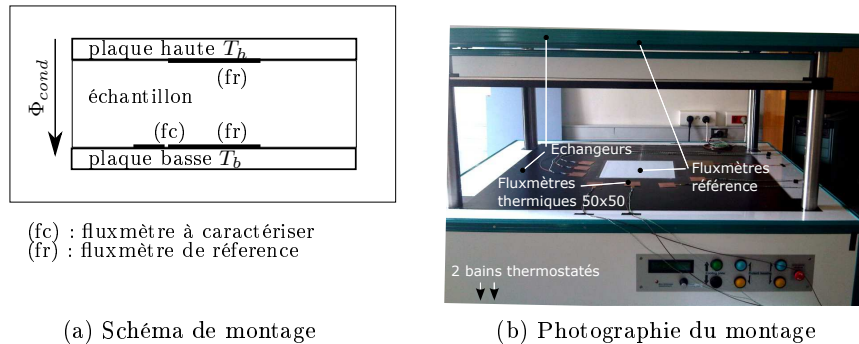 plaque haute T_h
(fr)
Φ_cond
échantillon
(fc) (fr)
plaque basse T_b
(fc) : fluxmètre à caractériser
(fr) : fluxmètre de réference
(a) Schéma de montage
Echangeurs
Fluxmètres
référence
Fluxmètres
thermiques 50x50
2 bains thermostatés
(b) Photographie du montage